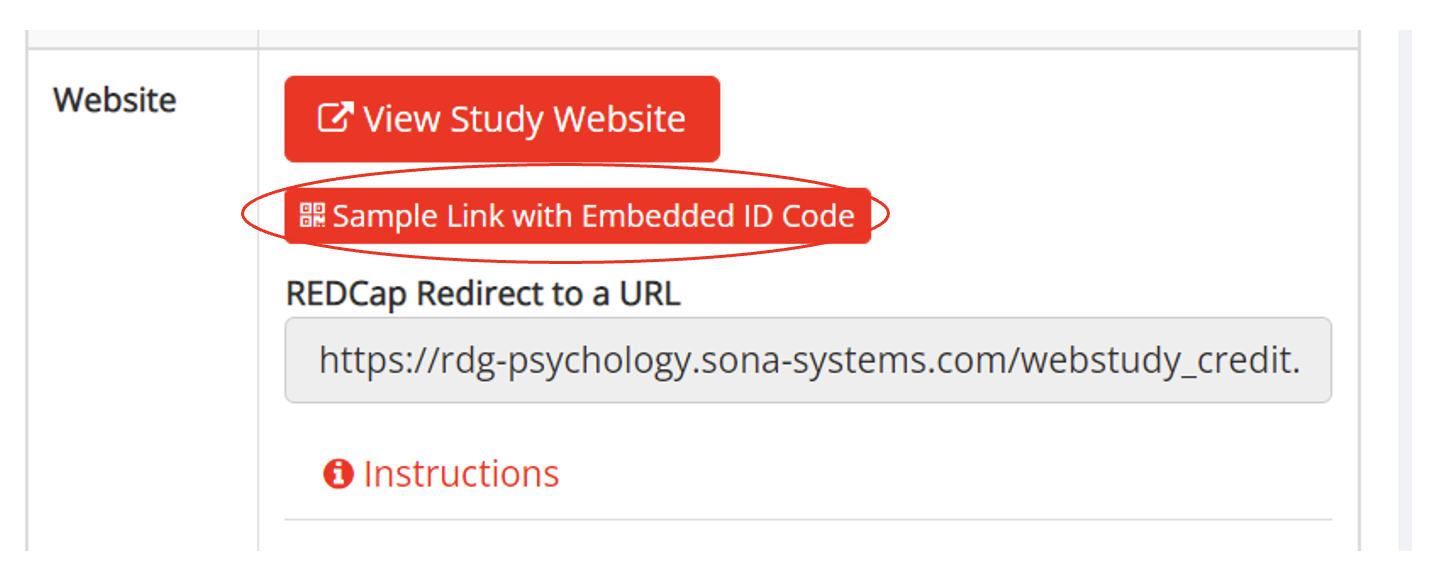 Website
View Study Website
Sample Link with Embedded ID Code
REDCap Redirect to a URL
https://rdg-psychology.sona-systems.com/webstudy_credit.
Instructions